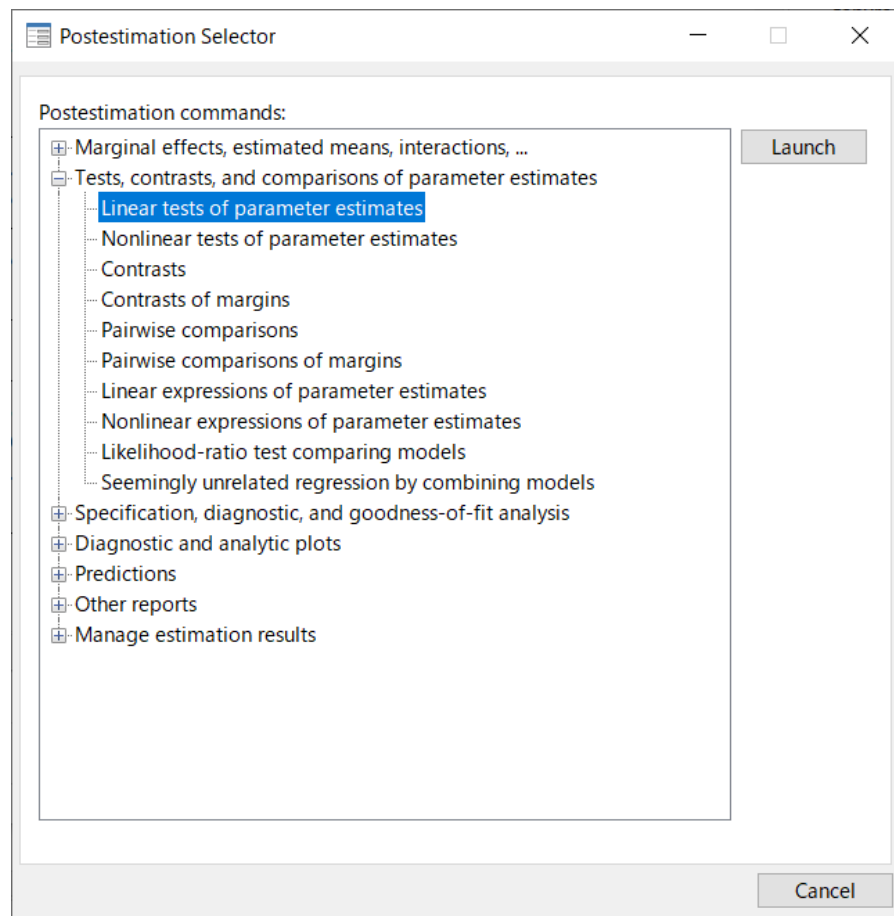 Postestimation Selector
Postestimation commands:
Marginal effects, estimated means, interactions, ...
Launch
Tests, contrasts, and comparisons of parameter estimates
Linear tests of parameter estimates
Nonlinear tests of parameter estimates
Contrasts
Contrasts of margins
Pairwise comparisons
Pairwise comparisons of margins
Linear expressions of parameter estimates
Nonlinear expressions of parameter estimates
Likelihood-ratio test comparing models
Seemingly unrelated regression by combining models
Specification, diagnostic, and goodness-of-fit analysis
Diagnostic and analytic plots
Predictions
Other reports
Manage estimation results
Cancel